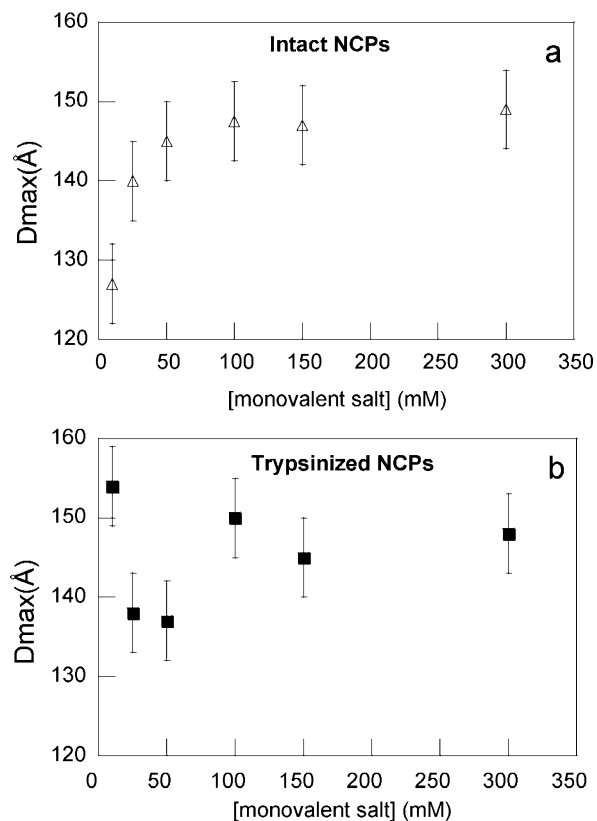 160
Intact NCPs
a
150
140
Dmax(Å)
130
120
0 50 100 150 200 250 300 350
[monovalent salt] (mM)
160
Trypsinized NCPs
b
150
140
Dmax(Å)
130
120
0 50 100 150 200 250 300 350
[monovalent salt] (mM)